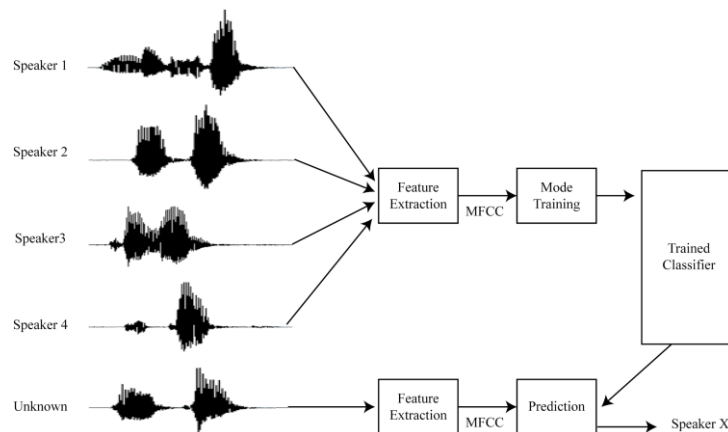 Speaker 1
Speaker 2
Speaker3
Speaker 4
Unknown
Feature
Extraction
MFCC
Mode
Training
Trained
Classifier
Feature
Extraction
MFCC
Prediction
Speaker X